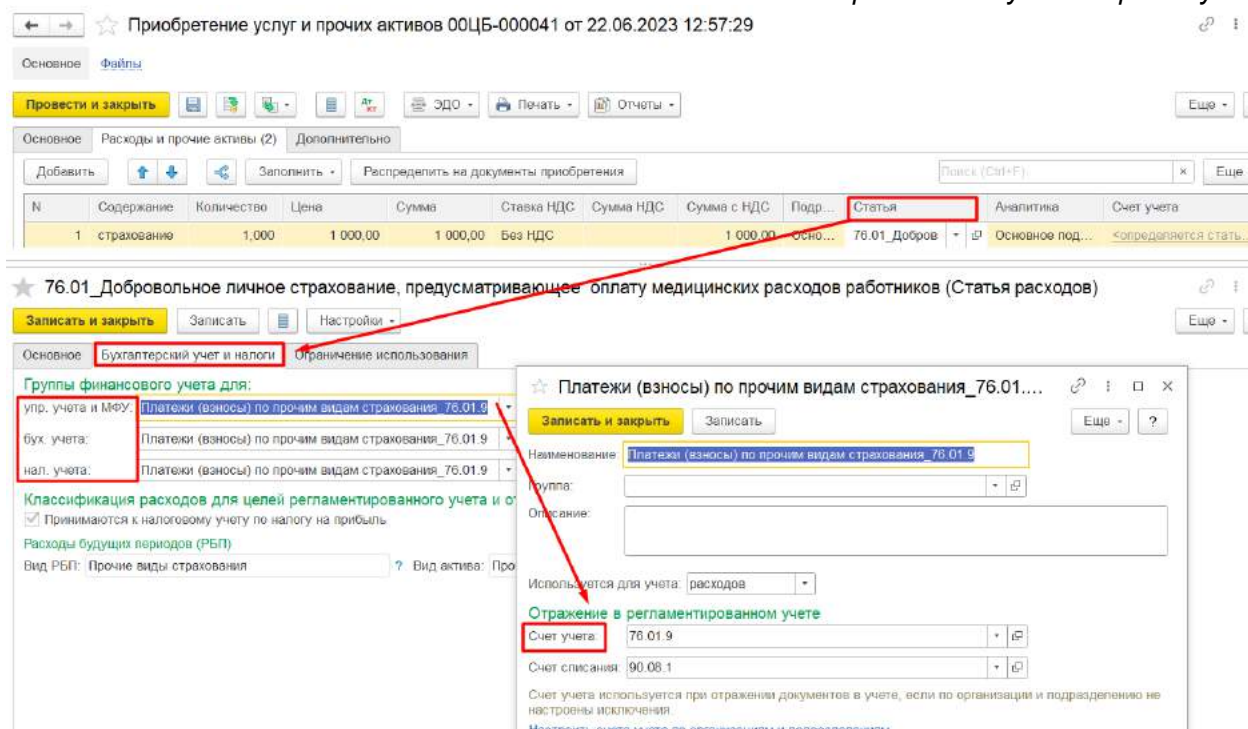 Приобретение услуг и прочих активов 00ЦБ-000041 от 22.06.2023 12:57:29
Основное Файлы
Провести и закрыть Дт Кт ЭДО Печать Отчеты Еще
Основное Расходы и прочие активы (2) Дополнительно
Добавить Заполнить Распределить на документы приобретения Поиск (Ctrl+F) × Еще
N Содержание Количество Цена Сумма Ставка НДС Сумма НДС Сумма с НДС Подр... Статья Аналитика Счет учета
1 страхование 1,000 1 000,00 1 000,00 Без НДС 1 000,00 Осно... 76.01_Добров Основное под... <определяется стать...
76.01_Добровольное личное страхование, предусматривающее оплату медицинских расходов работников (Статья расходов)
Записать и закрыть Записать Настройки Еще
Основное Бухгалтерский учет и налоги Ограничение использования
Группы финансового учета для:
упр. учета и МФУ: Платежи (взносы) по прочим видам страхования_76.01.9
бух. учета: Платежи (взносы) по прочим видам страхования_76.01.9
нал. учета: Платежи (взносы) по прочим видам страхования_76.01.9
Классификация расходов для целей регламентированного учета и
Принимаются к налоговому учету по налогу на прибыль
Расходы будущих периодов (РБП)
Вид РБП: Прочие виды страхования ? Вид актива: Про
Платежи (взносы) по прочим видам страхования_76.01....
Записать и закрыть Записать Еще ?
Наименование: Платежи (взносы) по прочим видам страхования_76.01.9
Группа:
Описание:
Используется для учета: расходов
Отражение в регламентированном учете
Счет учета: 76.01.9
Счет списания: 90.08.1
Счет учета используется при отражении документов в учете, если по организации и подразделению не
настроены исключения.